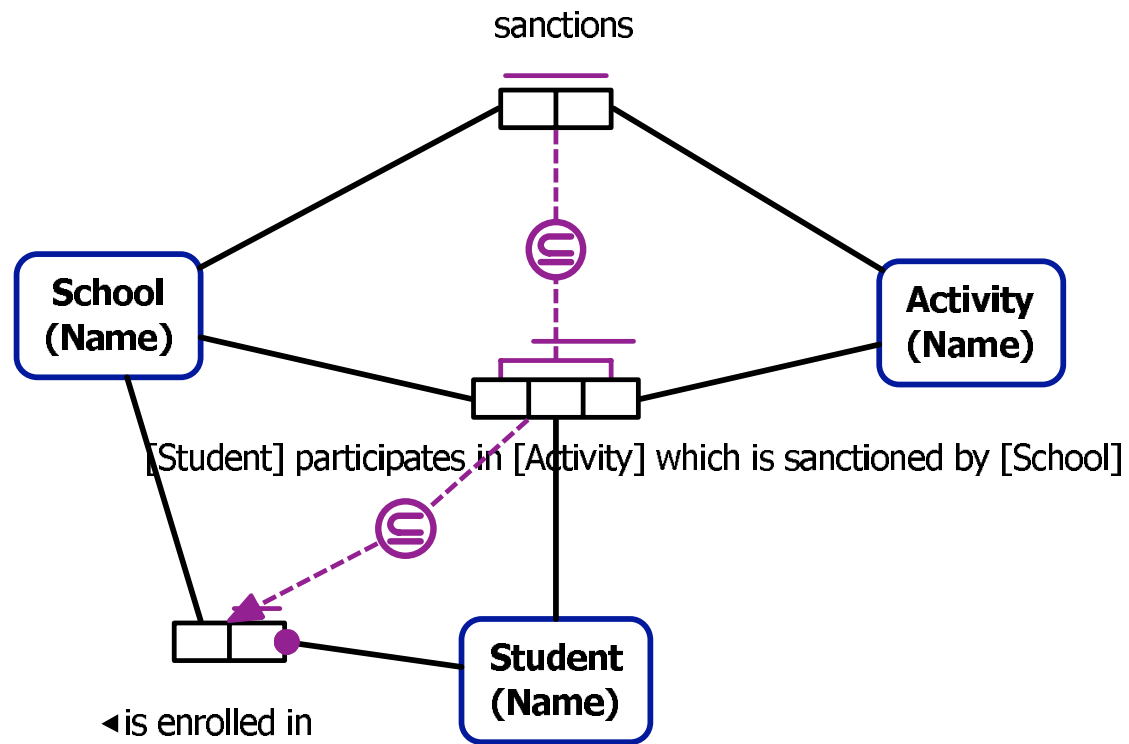 sanctions
School
(Name)
Activity
(Name)
[Student] participates in [Activity] which is sanctioned by [School]
Student
(Name)
◄is enrolled in